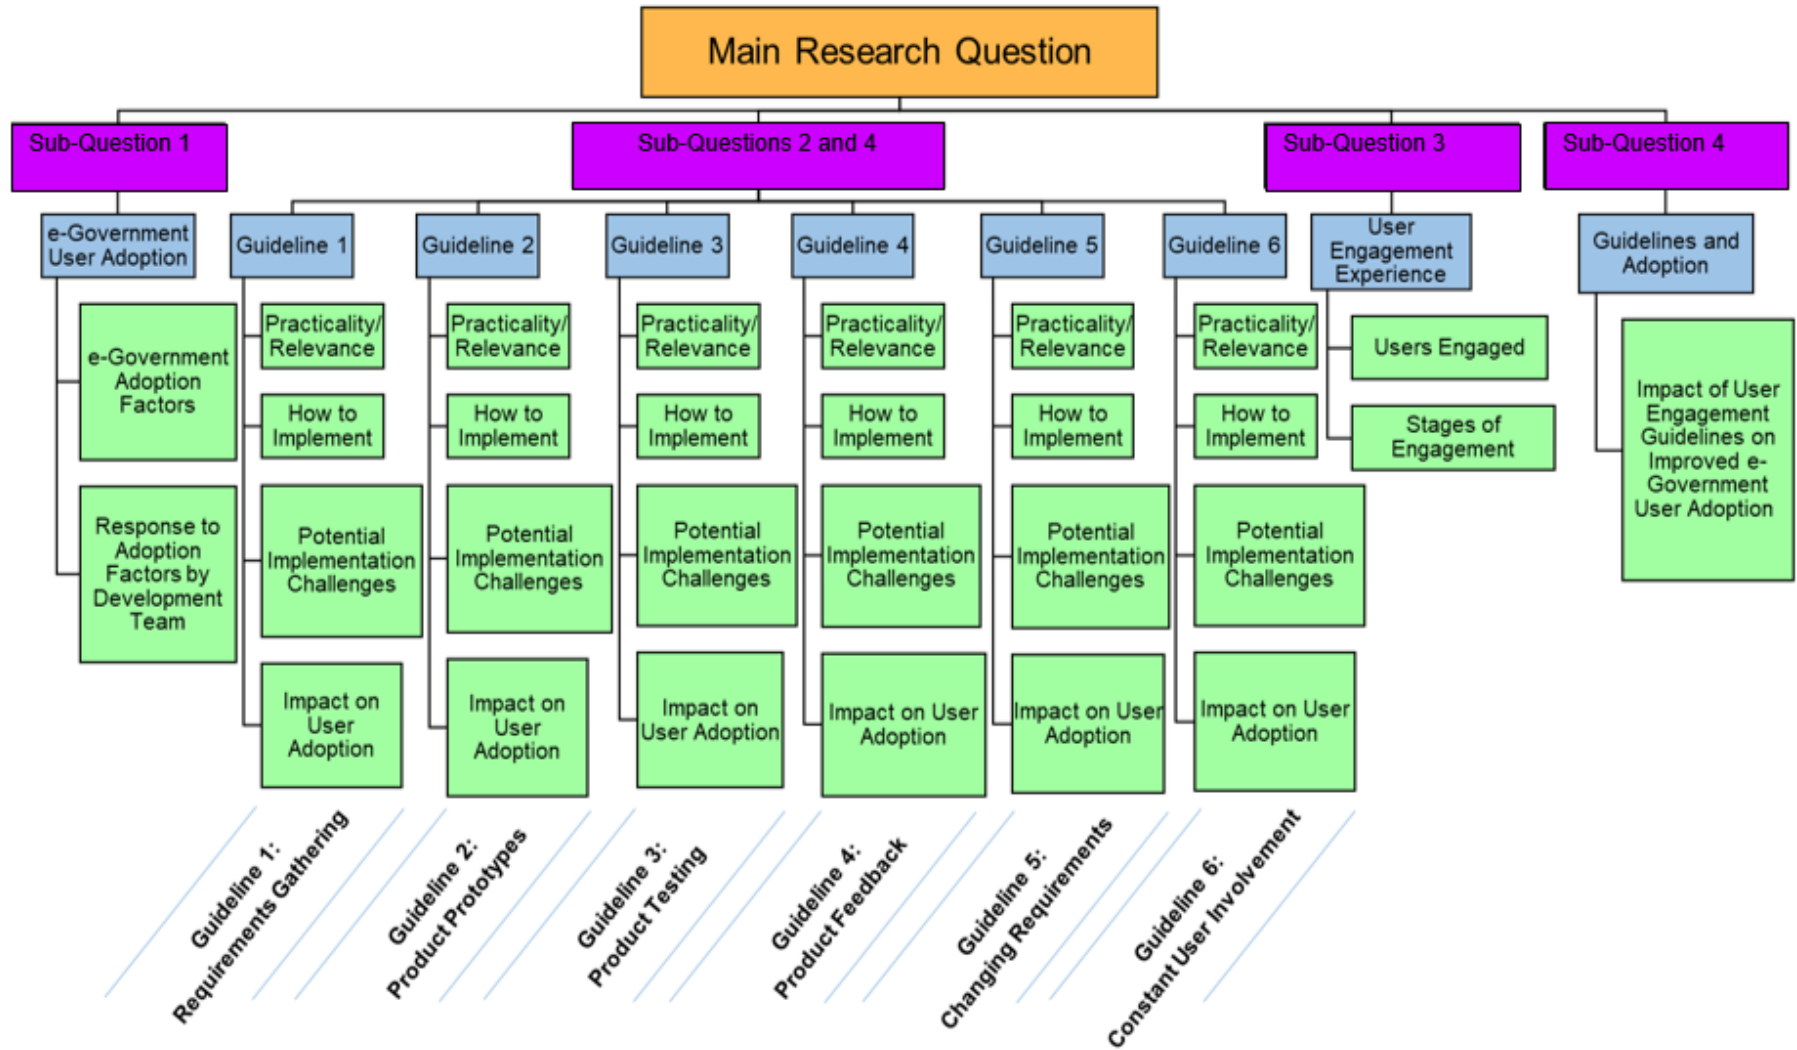 Main Research Question
Sub-Question 1
Sub-Questions 2 and 4
Sub-Question 3
Sub-Question 4
e-Government
User Adoption
Guideline 1
Guideline 2
Guideline 3
Guideline 4
Guideline 5
Guideline 6
User
Engagement
Experience
Guidelines and
Adoption
e-Government
Adoption
Factors
Response to
Adoption
Factors by
Development
Team
Practicality/
Relevance
How to
Implement
Potential
Implementation
Challenges
Impact on
User
Adoption
Practicality/
Relevance
How to
Implement
Potential
Implementation
Challenges
Impact on
User
Adoption
Practicality/
Relevance
How to
Implement
Potential
Implementation
Challenges
Impact on
User Adoption
Practicality/
Relevance
How to
Implement
Potential
Implementation
Challenges
Impact on User
Adoption
Practicality/
Relevance
How to
Implement
Potential
Implementation
Challenges
Impact on User
Adoption
Practicality/
Relevance
How to
Implement
Potential
Implementation
Challenges
Impact on User
Adoption
Users Engaged
Stages of
Engagement
Impact of User
Engagement
Guidelines on
Improved e-
Government
User Adoption
Guideline 1:
Requirements Gathering
Guideline 2:
Product Prototypes
Guideline 3:
Product Testing
Guideline 4:
Product Feedback
Guideline 5:
Changing Requirements
Guideline 6:
Constant User Involvement